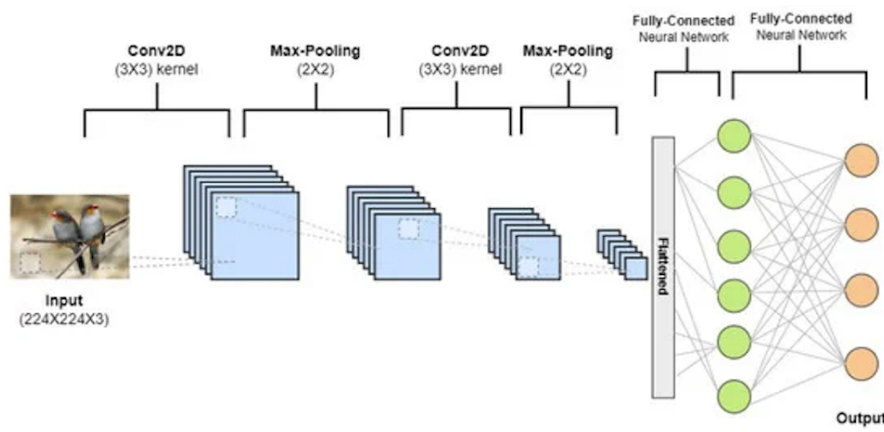 Fully-Connected
Neural Network
Fully-Connected
Neural Network
Conv2D
(3X3) kernel
Max-Pooling
(2X2)
Conv2D
(3X3) kernel
Max-Pooling
(2X2)
Flattened
Input
(224X224X3)
Output